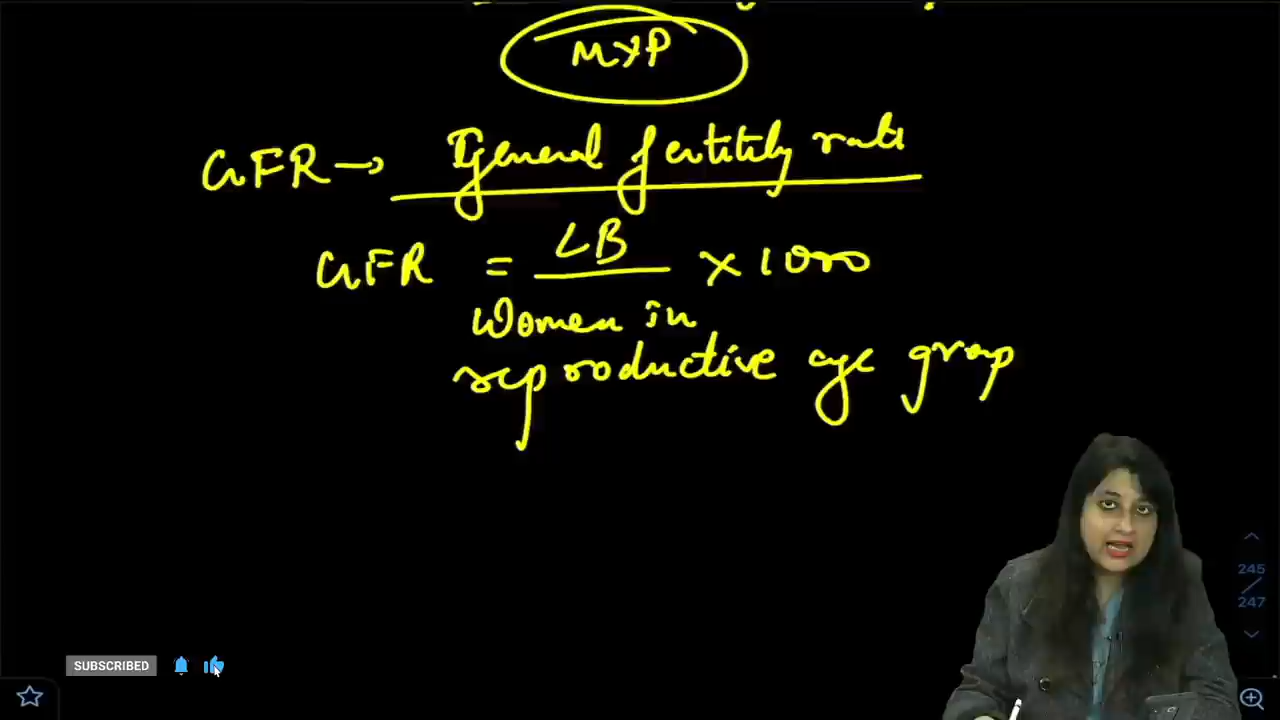 MYP
GFR → General fertility rate
GFR = LB × 1000
Women in
reproductive age group
245
247
SUBSCRIBED